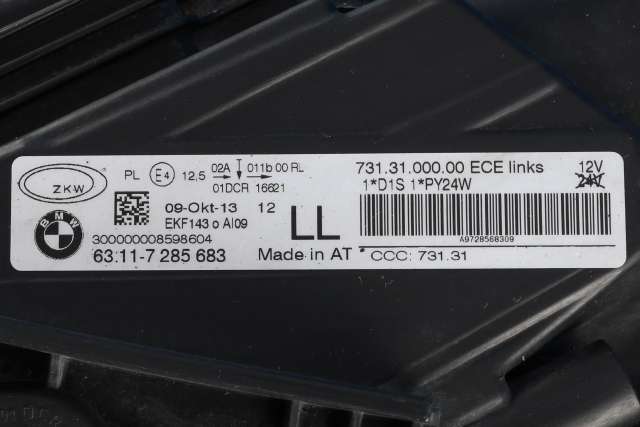 ZKW
PL E4 12,5 02A 011b 00 RL
01DCR 16621
731.31.000.00 ECE links 12V
1*D1S 1*PY24W 24V
09-Okt-13 12
EKF143 o AI09
LL
BMW
300000008598604
A9728568309
63.11-7 285 683
Made in AT
CCC: 731.31